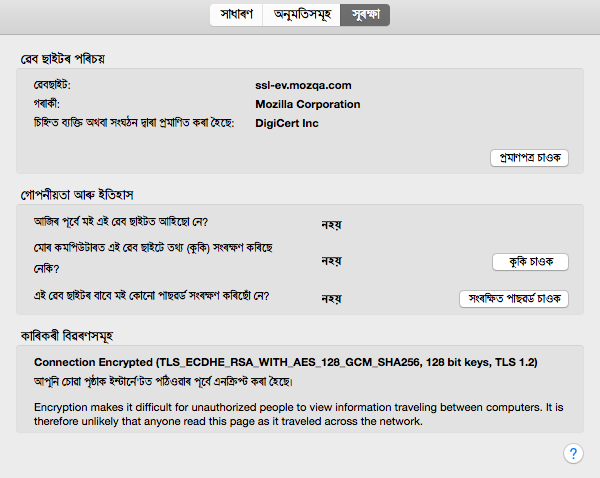 সাধাৰণ অনুমতিসমূহ সুৰক্ষা
ৱেব ছাইটৰ পৰিচয়
ৱেবছাইট: ssl-ev.mozqa.com
গৰাকী: Mozilla Corporation
চিহ্নিত ব্যক্তি অথবা সংঘঠন দ্বাৰা প্ৰমাণিত কৰা হৈছে: DigiCert Inc
প্ৰমাণপত্ৰ চাওক
গোপনীয়তা আৰু ইতিহাস
আজিৰ পূৰ্বে মই এই ৱেব ছাইটত আহিছো নে? নহয়
মোৰ কমপিউটাৰত এই ৱেব ছাইটে তথ্য (কুকি) সংৰক্ষণ কৰিছে
নেকি? নহয় কুকি চাওক
এই ৱেব ছাইটৰ বাবে মই কোনো পাছৱৰ্ড সংৰক্ষণ কৰিছোঁ নে? নহয় সংৰক্ষিত পাছৱৰ্ড চাওক
কাৰিকৰী বিৱৰণসমূহ
Connection Encrypted (TLS_ECDHE_RSA_WITH_AES_128_GCM_SHA256, 128 bit keys, TLS 1.2)
আপুনি চোৱা পৃষ্ঠাক ইন্টাৰ্নেটত পঠিওৱাৰ পূৰ্বে এনক্ৰিপ্ট কৰা হৈছে।
Encryption makes it difficult for unauthorized people to view information traveling between computers. It is
therefore unlikely that anyone read this page as it traveled across the network.
?